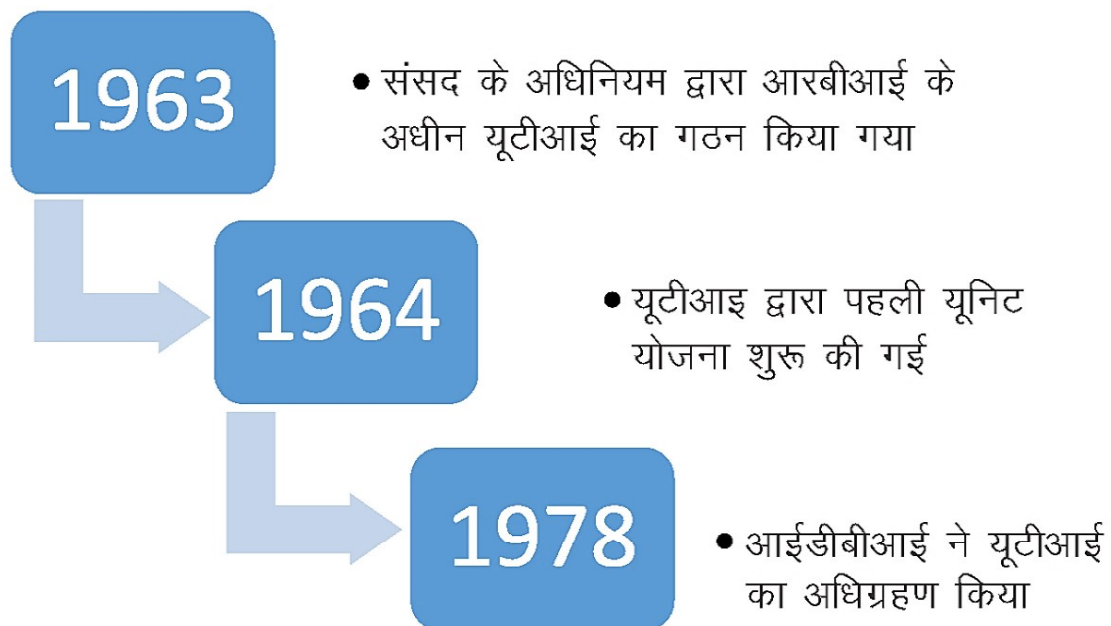 1963
• संसद के अधिनियम द्वारा आरबीआई के
अधीन यूटीआई का गठन किया गया
1964
• यूटीआइ द्वारा पहली यूनिट
योजना शुरू की गई
1978
• आईडीबीआई ने यूटीआई
का अधिग्रहण किया